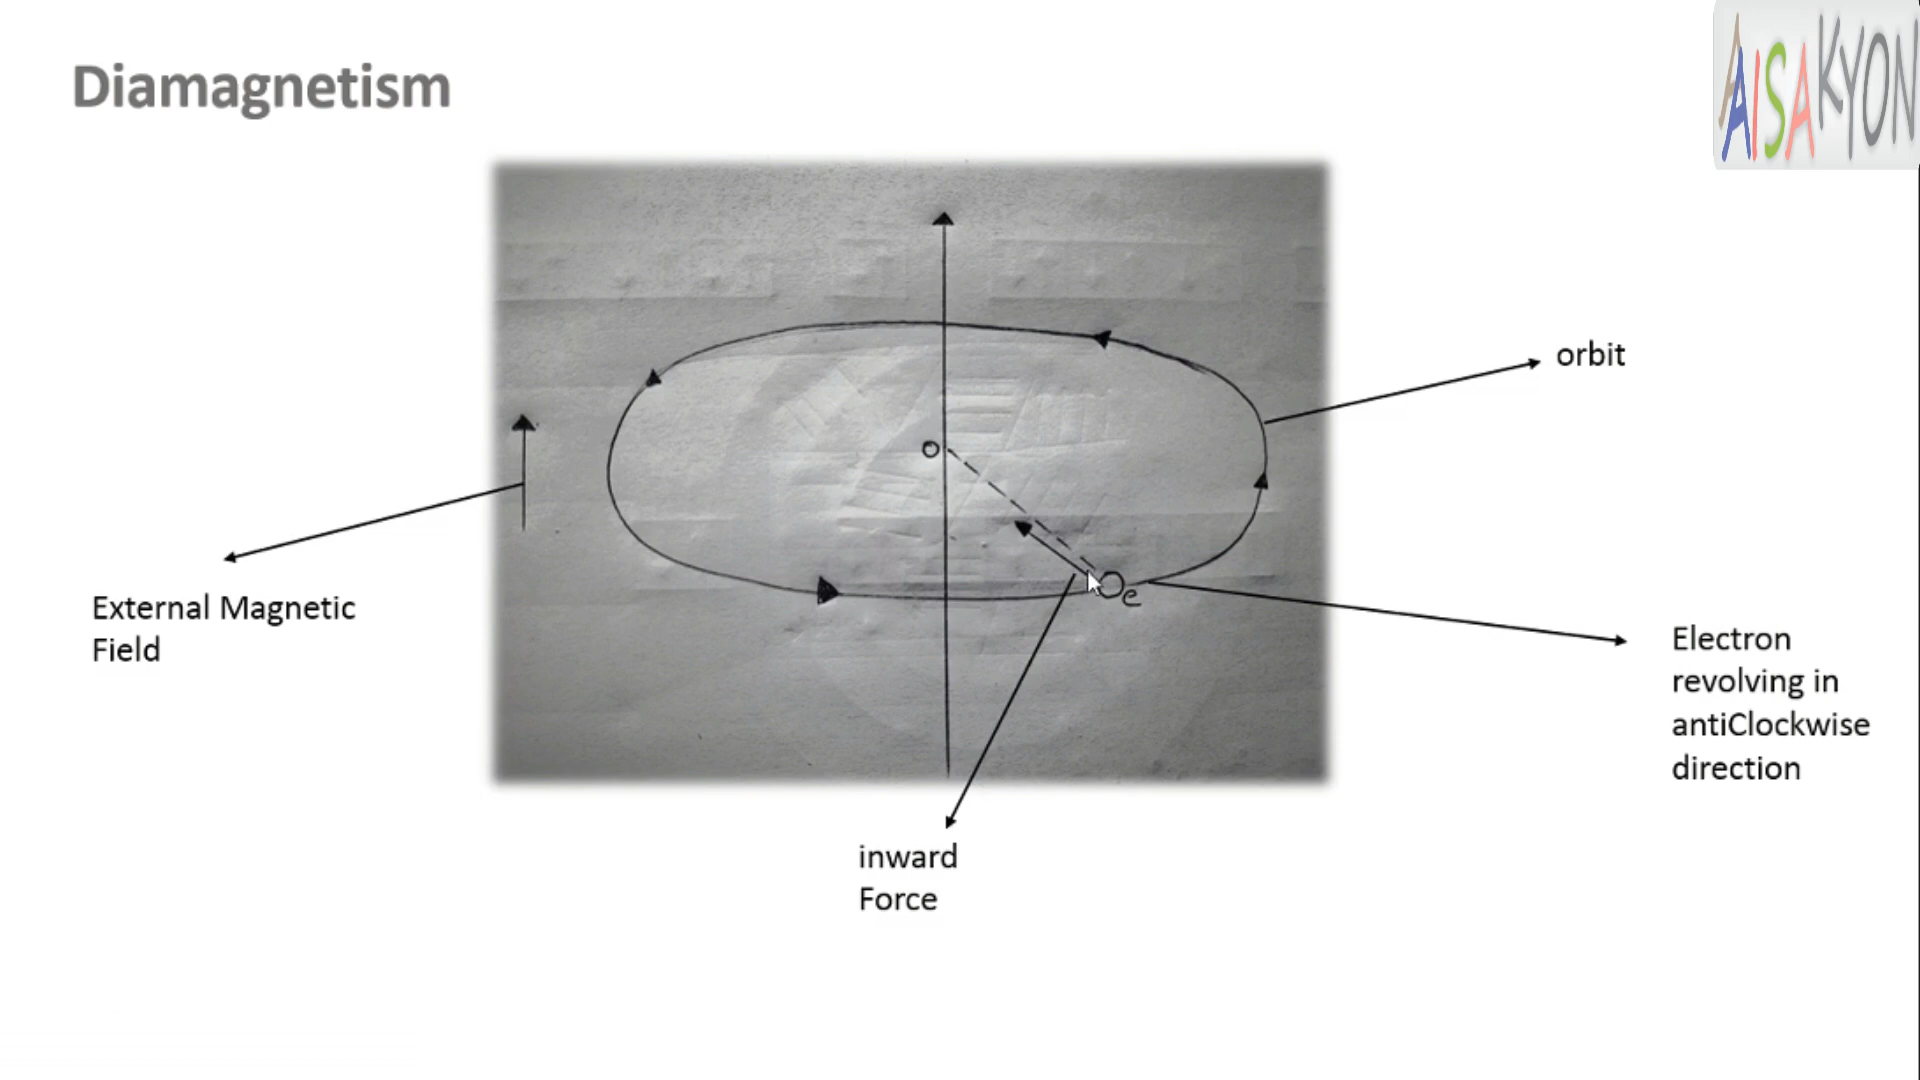 Diamagnetism
AISAKYON
orbit
O
e
External Magnetic
Field
Electron
revolving in
antiClockwise
direction
inward
Force